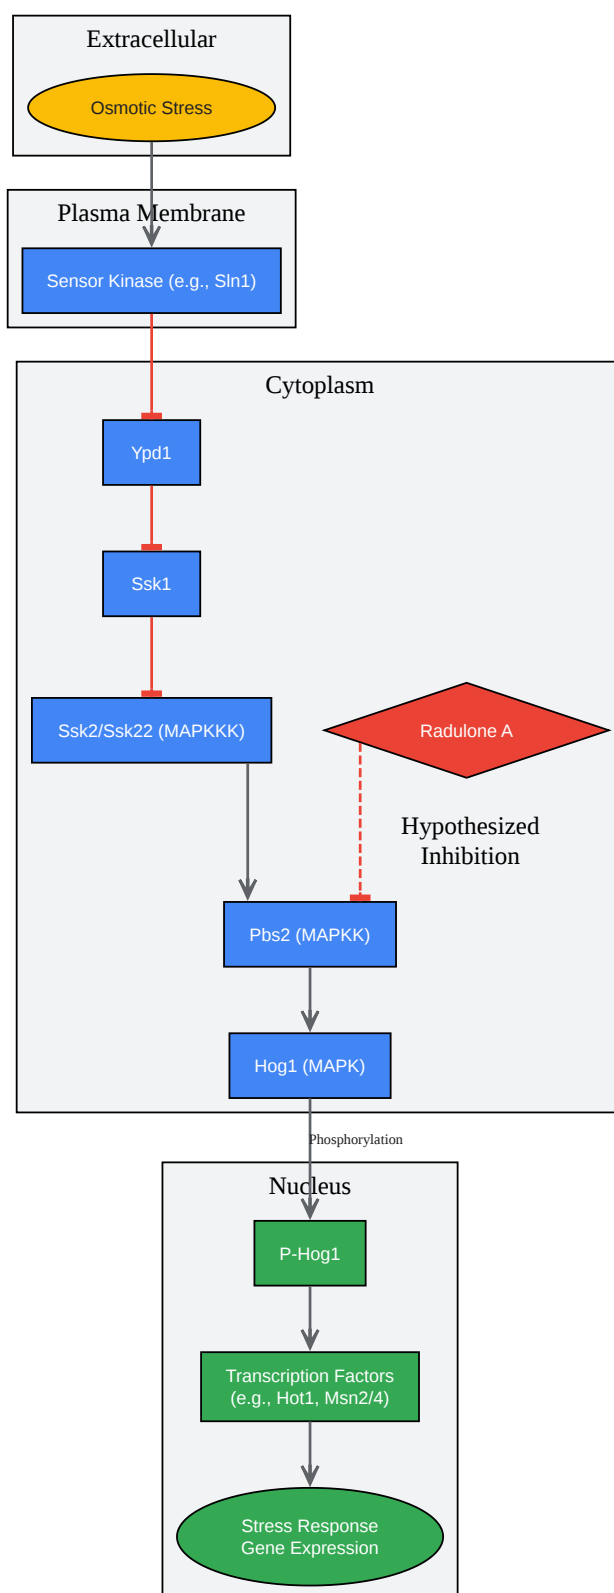 Extracellular
Osmotic Stress
Plasma Membrane
Sensor Kinase (e.g., Sln1)
Cytoplasm
Ypd1
Ssk1
Ssk2/Ssk22 (MAPKKK)
Radulone A
Hypothesized
Inhibition
Pbs2 (MAPKK)
Hog1 (MAPK)
Phosphorylation
Nucleus
P-Hog1
Transcription Factors
(e.g., Hot1, Msn2/4)
Stress Response
Gene Expression